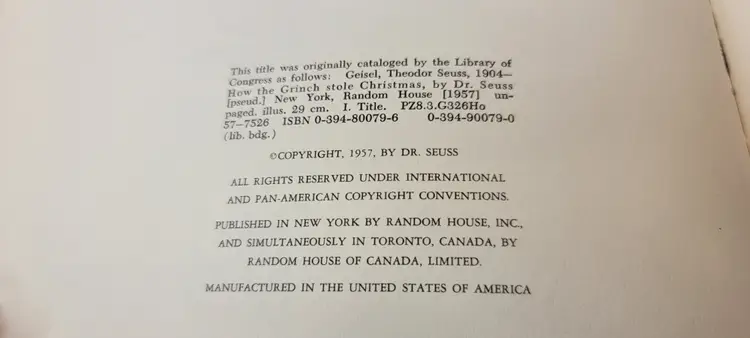 This title was originally cataloged by the Library of
Congress as follows: Geisel, Theodor Seuss, 1904—
How the Grinch stole Christmas, by Dr. Seuss
[pseud.] New York, Random House [1957] un-
paged. illus. 29 cm. I. Title. PZ8.3.G326Ho
57-7526 ISBN 0-394-80079-6 0-394-90079-0
(lib. bdg.)
©COPYRIGHT, 1957, BY DR. SEUSS
ALL RIGHTS RESERVED UNDER INTERNATIONAL
AND PAN-AMERICAN COPYRIGHT CONVENTIONS.
PUBLISHED IN NEW YORK BY RANDOM HOUSE, INC.,
AND SIMULTANEOUSLY IN TORONTO, CANADA, BY
RANDOM HOUSE OF CANADA, LIMITED.
MANUFACTURED IN THE UNITED STATES OF AMERICA